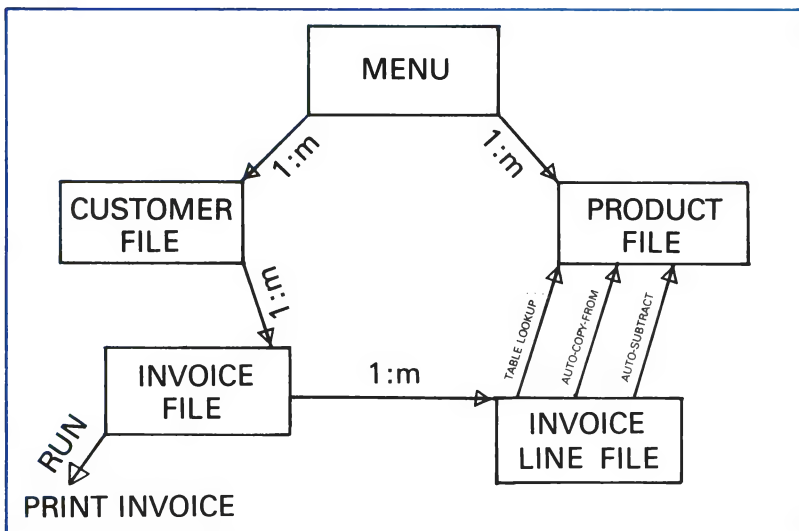 MENU
1:m
1:m
CUSTOMER
FILE
PRODUCT
FILE
1:m
TABLE LOOKUP
AUTO-COPY-FROM
AUTO-SUBTRACT
INVOICE
FILE
1:m
INVOICE
LINE FILE
RUN
PRINT INVOICE